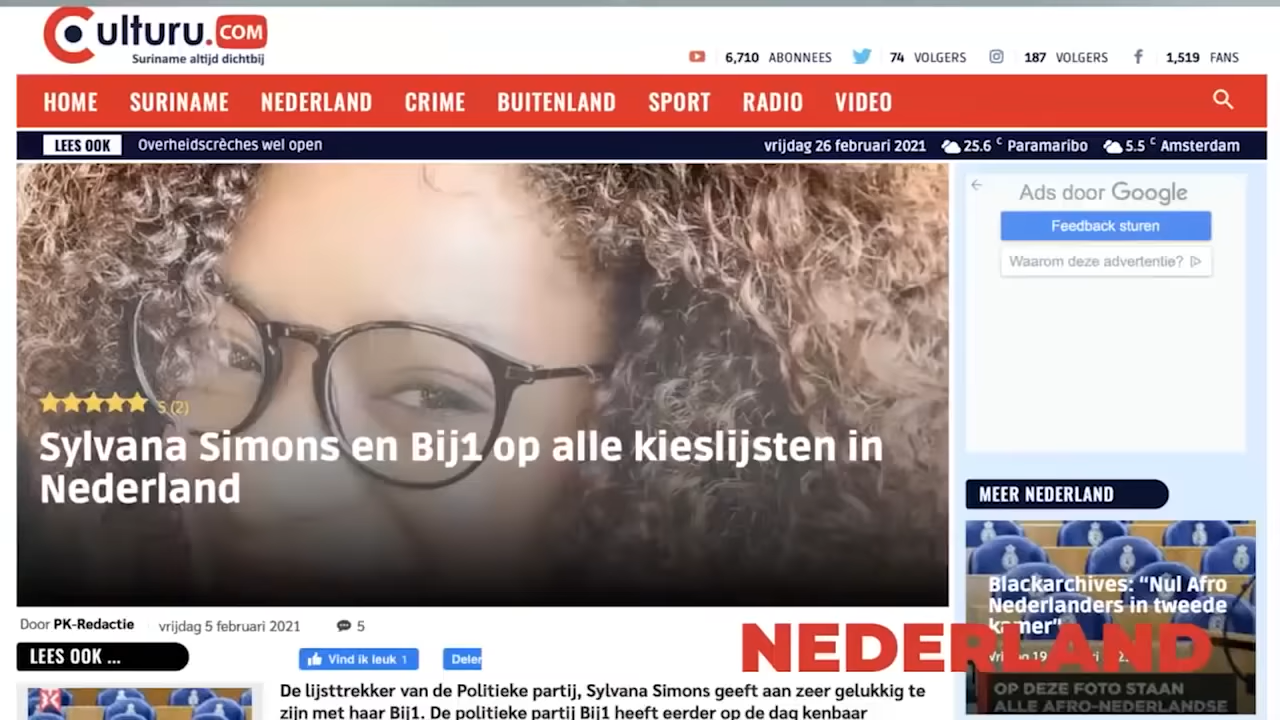 Culturu.COM
Suriname altijd dichtbij
6,710 ABONNEES 74 VOLGERS 187 VOLGERS 1,519 FANS
HOME SURINAME NEDERLAND CRIME BUITENLAND SPORT RADIO VIDEO
LEES OOK Overheidscrèches wel open vrijdag 26 februari 2021 25.6 C Paramaribo 5.5 C Amsterdam
Ads door Google
Feedback sturen
Waarom deze advertentie?
5 (2)
Sylvana Simons en Bij1 op alle kieslijsten in
Nederland
MEER NEDERLAND
Blackarchives: “Nul Afro
Nederlanders in tweede
kamer”
NEDERLAND
OP DEZE FOTO STAAN
ALLE AFRO-NEDERLANDSE
Door PK-Redactie vrijdag 5 februari 2021 5
LEES OOK ...
Vind ik leuk 1
De lijsttrekker van de Politieke partij, Sylvana Simons geeft aan zeer gelukkig te
zijn met haar Bij1. De politieke partij Bij1 heeft eerder op de dag kenbaar